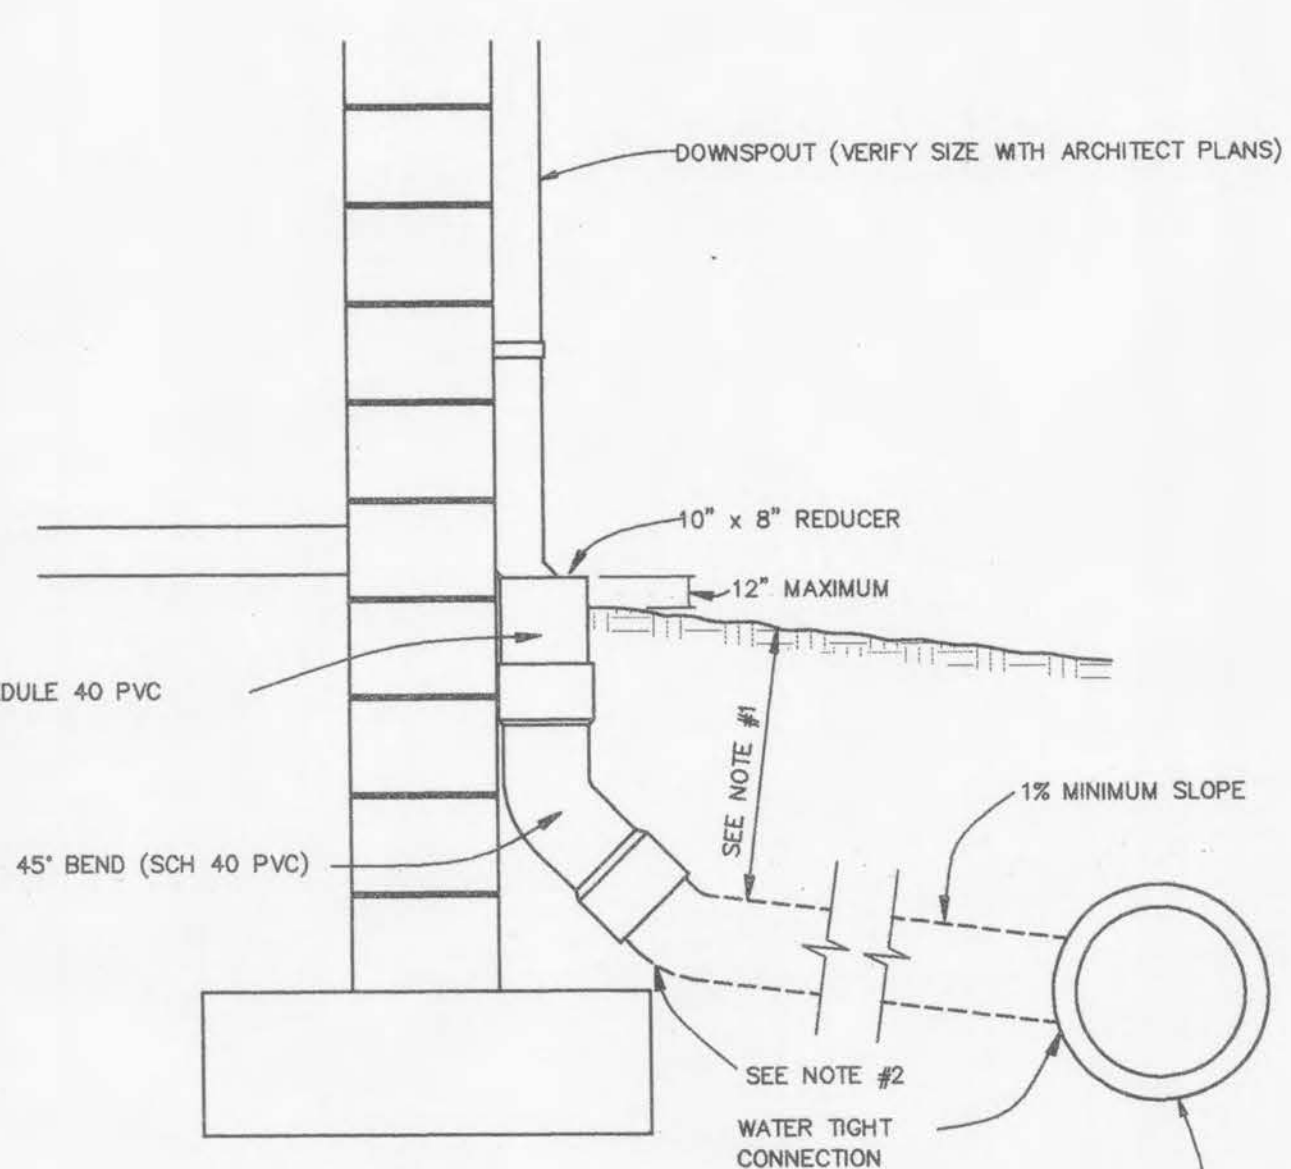 DOWNSPOUT (VERIFY SIZE WITH ARCHITECT PLANS)
10" x 8" REDUCER
12" MAXIMUM
DULE 40 PVC
SEE NOTE #1
1% MINIMUM SLOPE
45° BEND (SCH 40 PVC)
SEE NOTE #2
WATER TIGHT
CONNECTION